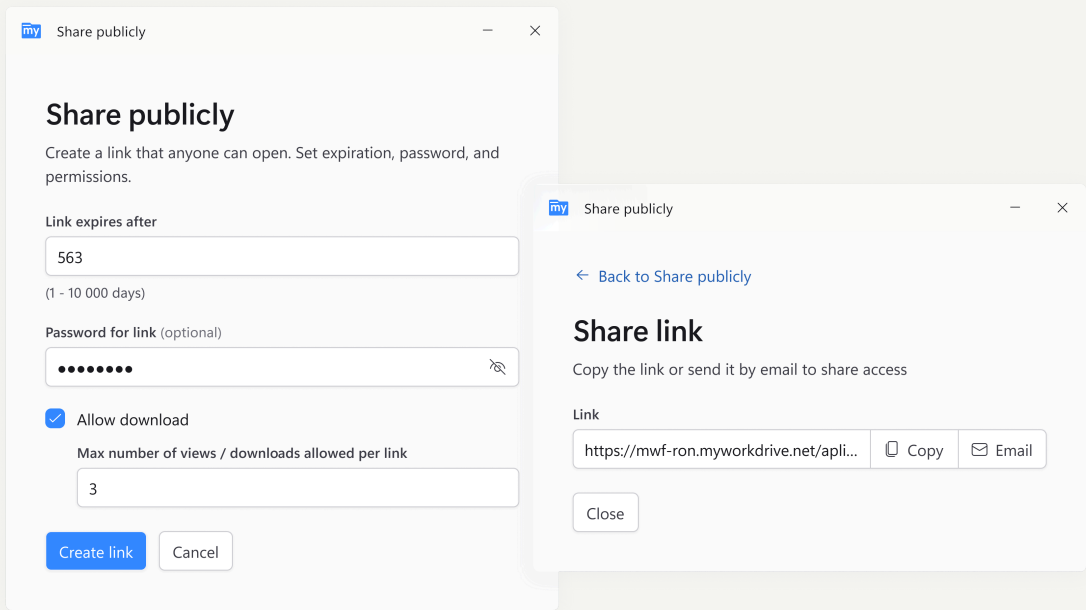 my Share publicly
Share publicly
Create a link that anyone can open. Set expiration, password, and
permissions.
Link expires after
563
(1 - 10 000 days)
Password for link (optional)
●●●●●●●●
Allow download
Max number of views / downloads allowed per link
3
Create link Cancel
my Share publicly
← Back to Share publicly
Share link
Copy the link or send it by email to share access
Link
https://mwf-ron.myworkdrive.net/apli... Copy Email
Close